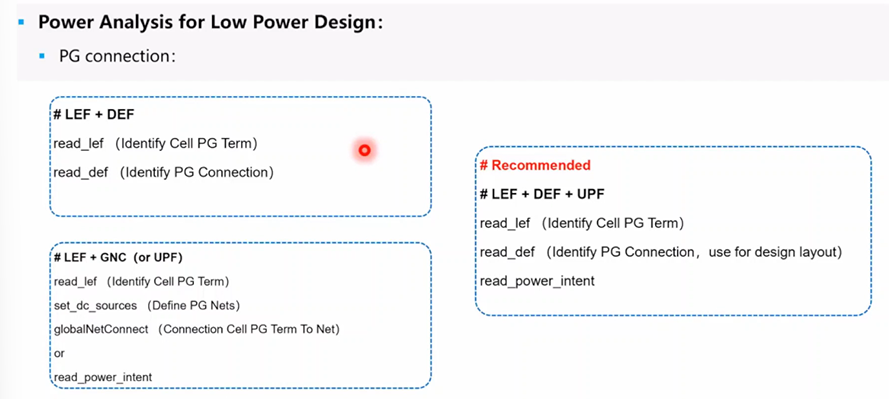 Power Analysis for Low Power Design：
PG connection：
# LEF + DEF
read_lef （Identify Cell PG Term）
read_def （Identify PG Connection）
# LEF + GNC（or UPF）
read_lef （Identify Cell PG Term）
set_dc_sources （Define PG Nets）
globalNetConnect （Connection Cell PG Term To Net）
or
read_power_intent
# Recommended
# LEF + DEF + UPF
read_lef （Identify Cell PG Term）
read_def （Identify PG Connection，use for design layout）
read_power_intent